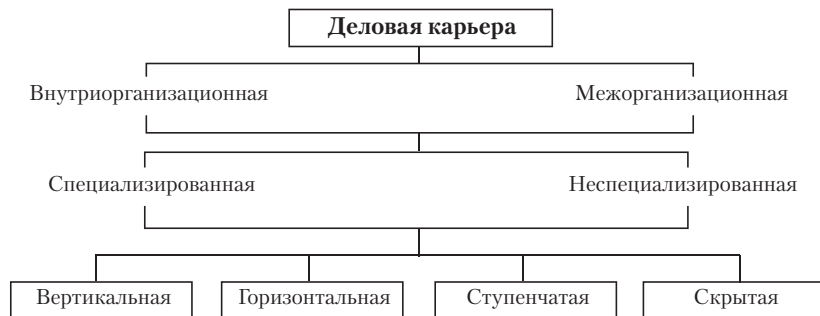 Деловая карьера
Внутриорганизационная
Межорганизационная
Специализированная
Неспециализированная
Вертикальная
Горизонтальная
Ступенчатая
Скрытая